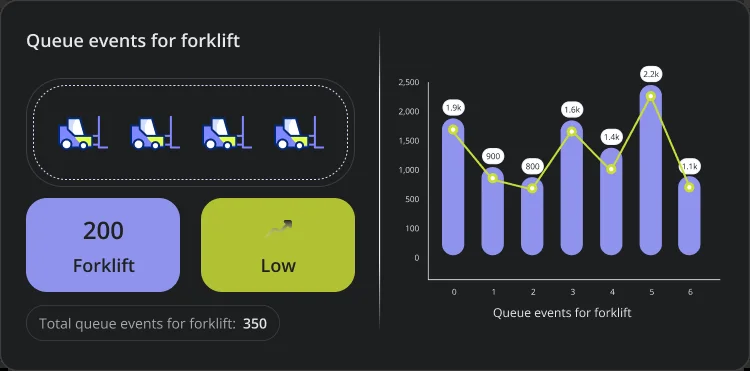 Queue events for forklift
200
Forklift
Low
Total queue events for forklift: 350
2,500
2,000
1,500
1,000
500
100
0
1.9k
900
800
1.6k
1.4k
2.2k
1.1k
0 1 2 3 4 5 6
Queue events for forklift